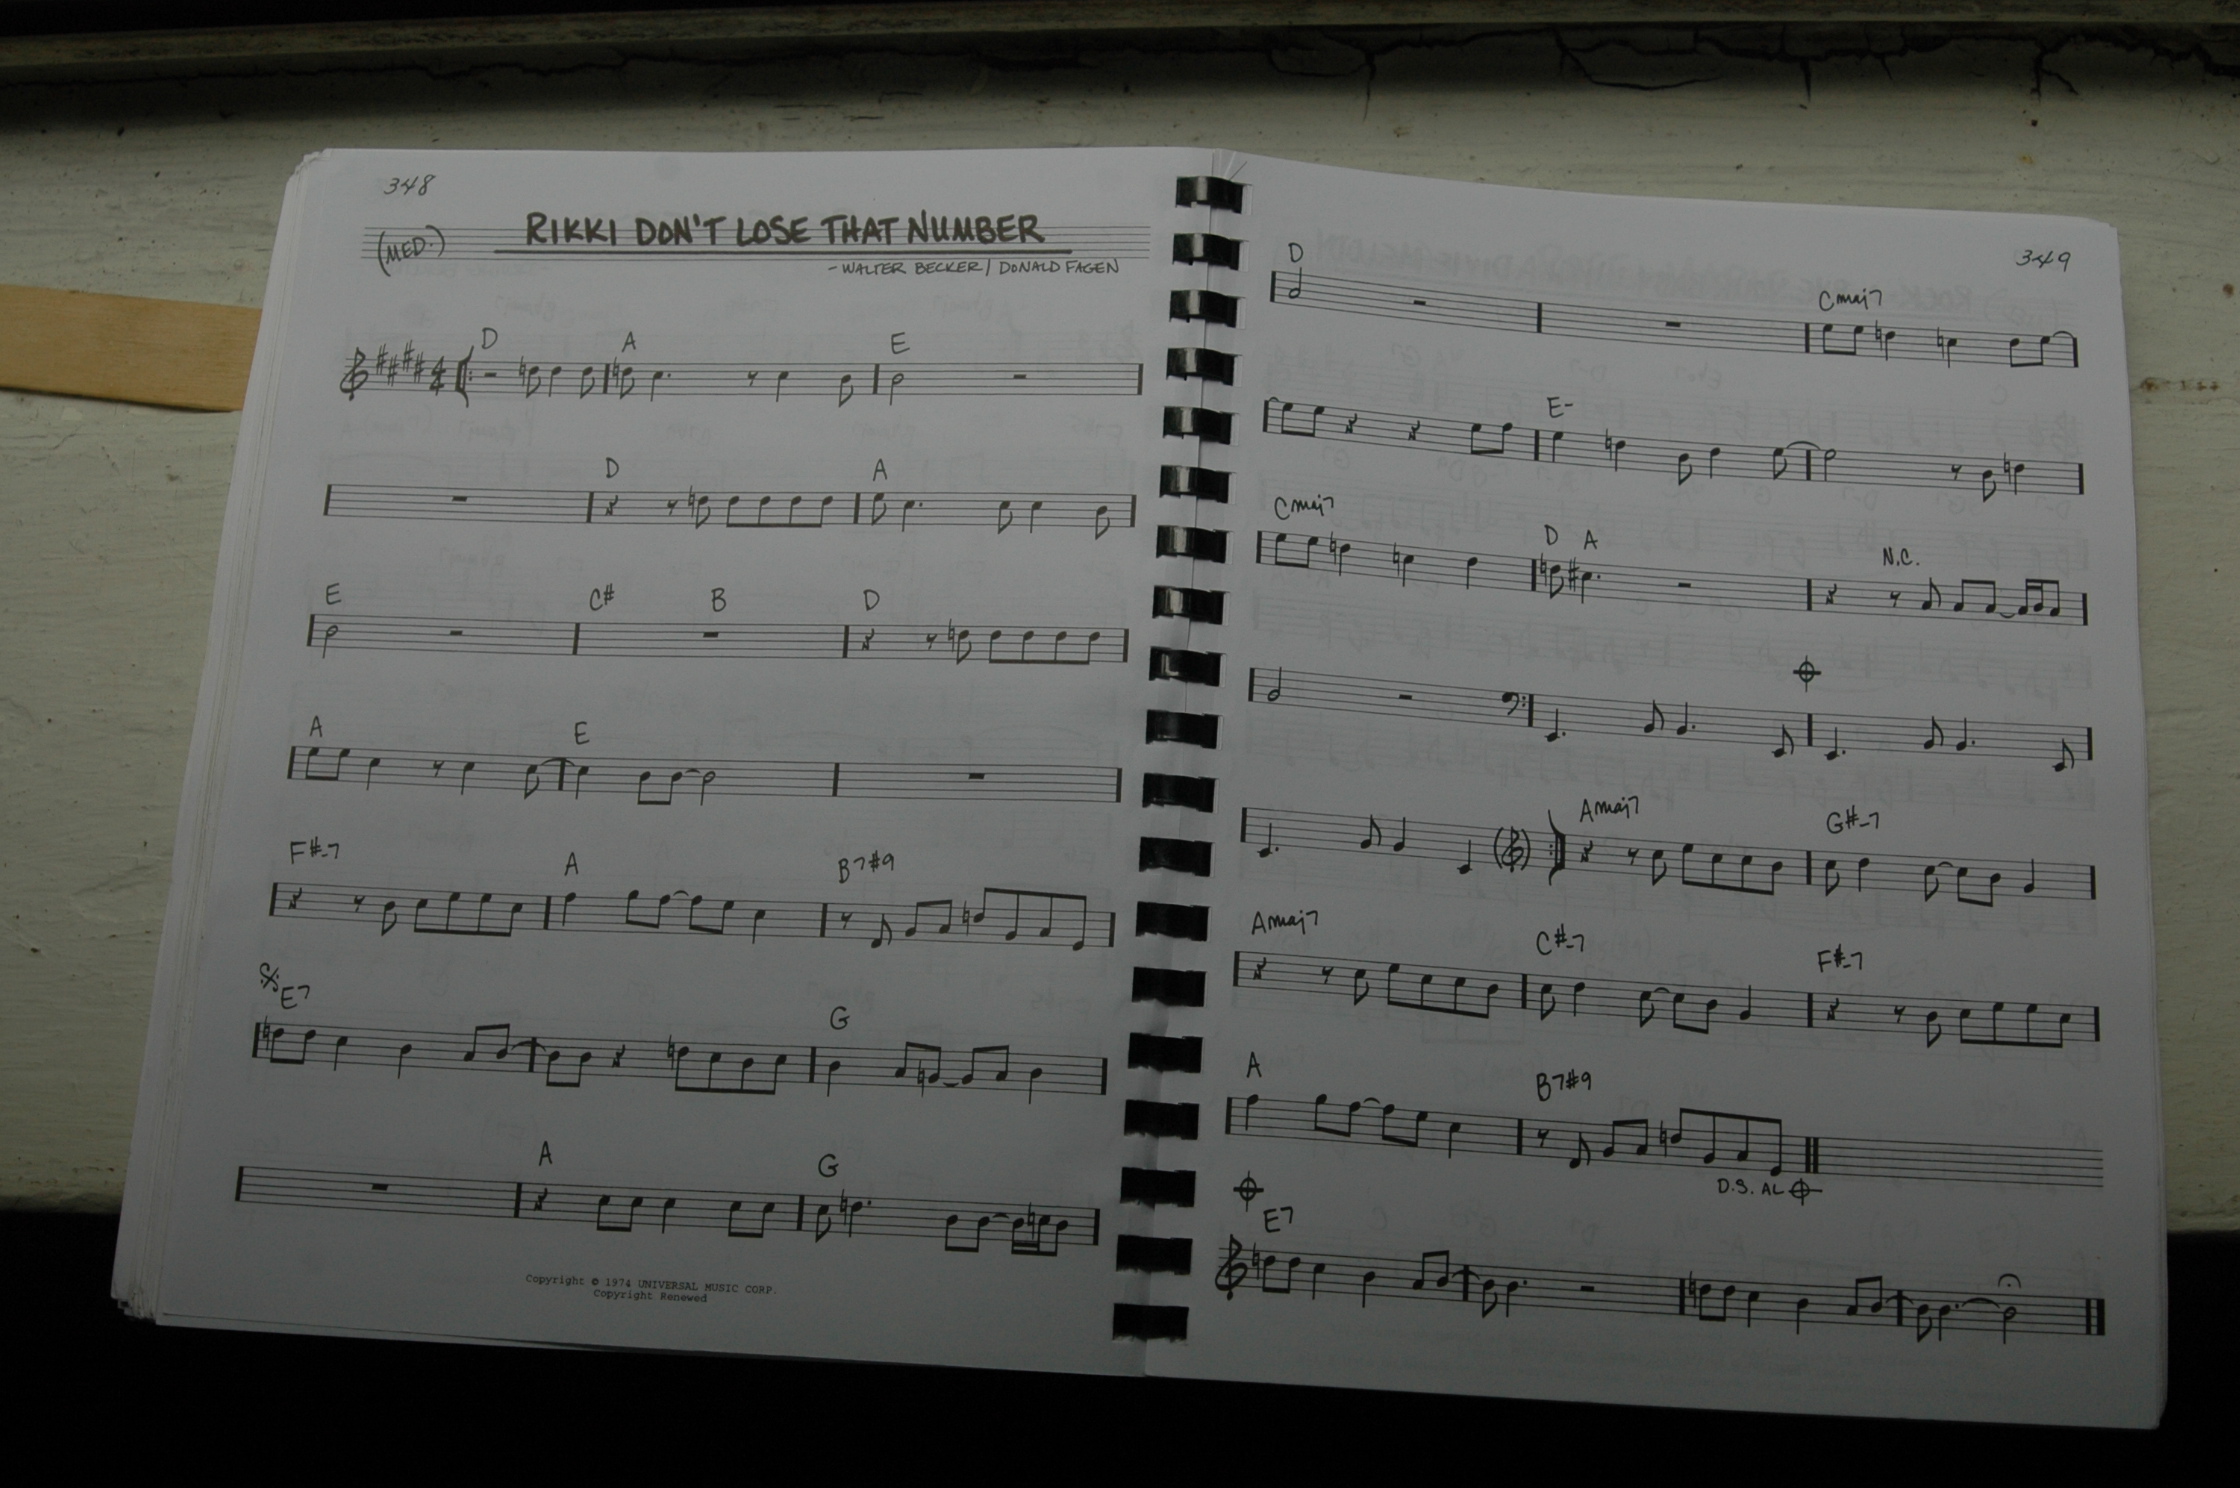 348
(MED.)
RIKKI DON'T LOSE THAT NUMBER
- WALTER BECKER / DONALD FAGEN
D A E
D A
E C# B D
A E
F#-7 A B7#9
E7 G
A G
Copyright © 1974 UNIVERSAL MUSIC CORP.
Copyright Renewed
349
D Cmaj7
E-
Cmaj7 D A N.C.
Amaj7 G#-7
Amaj7 C#-7 F#-7
A B7#9
D.S. AL
E7